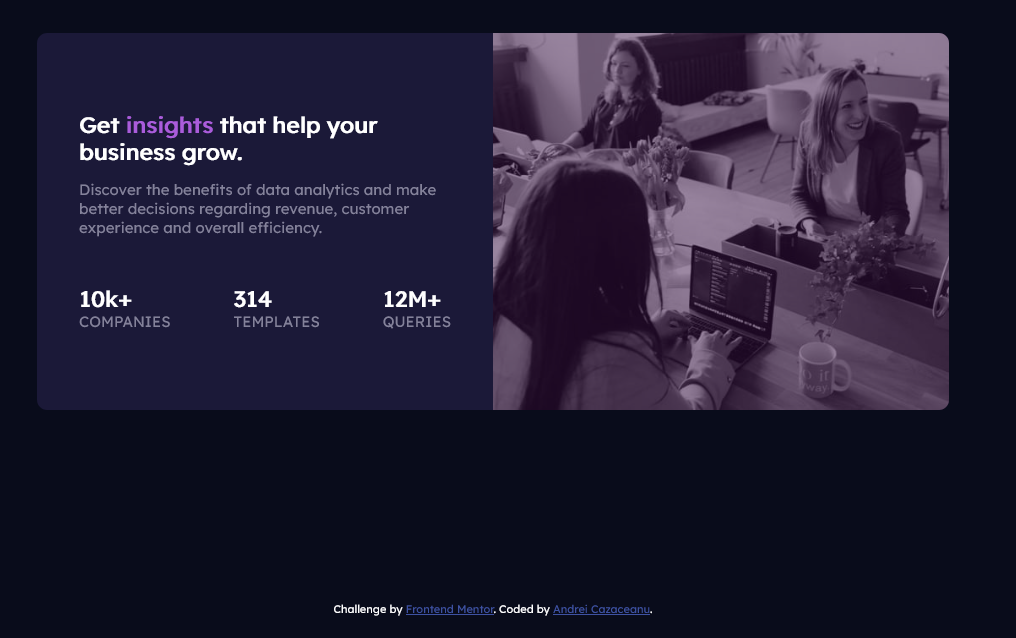 Get insights that help your
business grow.
Discover the benefits of data analytics and make
better decisions regarding revenue, customer
experience and overall efficiency.
10k+ 314 12M+
COMPANIES TEMPLATES QUERIES
Challenge by Frontend Mentor. Coded by Andrei Cazaceanu.